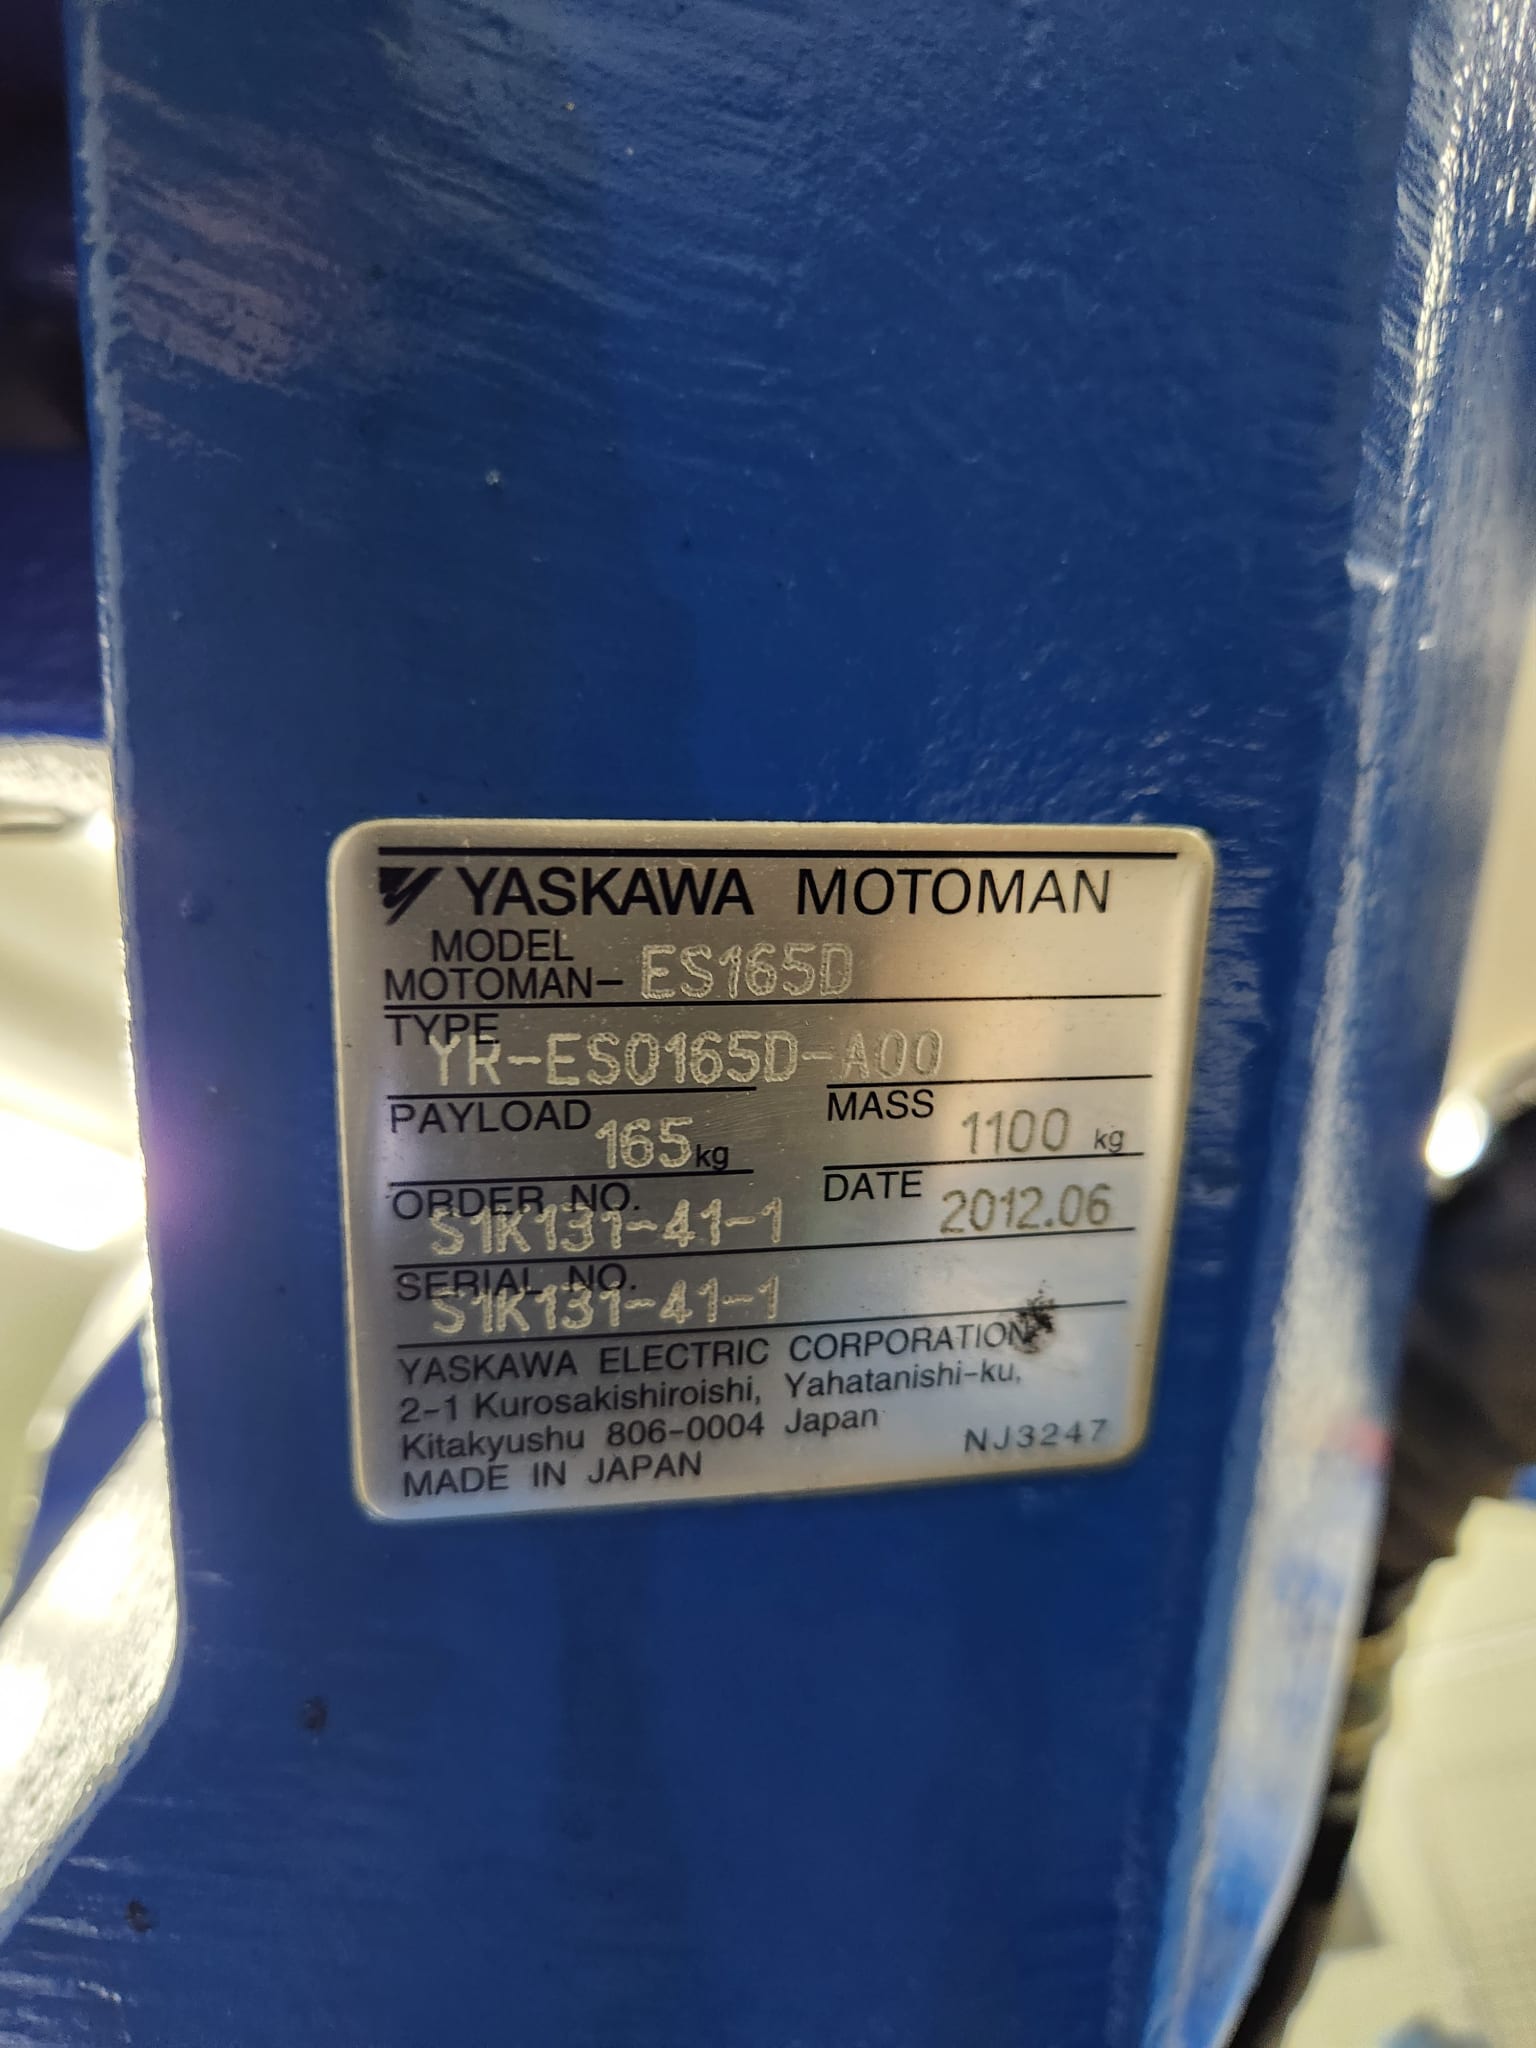 YASKAWA MOTOMAN
MODEL
MOTOMAN- ES165D
TYPE
YR-ES0165D-A00
PAYLOAD 165 kg MASS 1100 kg
ORDER NO. DATE 2012.06
S1K131-41-1
SERIAL NO.
S1K131-41-1
YASKAWA ELECTRIC CORPORATION
2-1 Kurosakishiroishi, Yahatanishi-ku,
Kitakyushu 806-0004 Japan
MADE IN JAPAN NJ3247